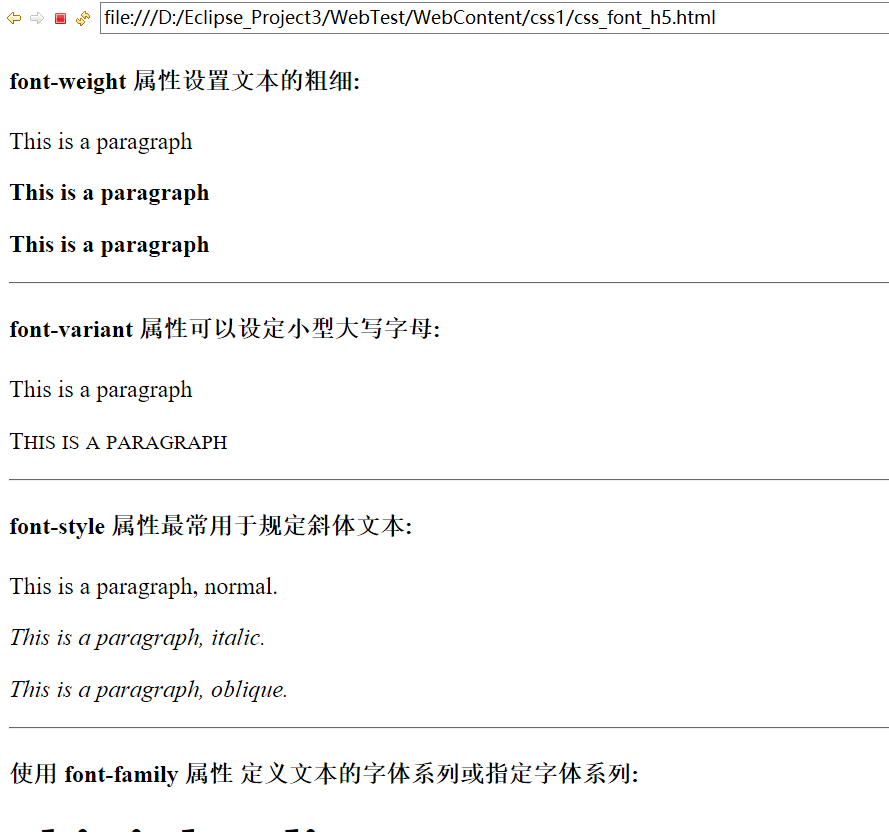 file:///D:/Eclipse_Project3/WebTest/WebContent/css1/css_font_h5.html
font-weight 属性设置文本的粗细:
This is a paragraph
This is a paragraph
This is a paragraph
font-variant 属性可以设定小型大写字母:
This is a paragraph
THIS IS A PARAGRAPH
font-style 属性最常用于规定斜体文本:
This is a paragraph, normal.
This is a paragraph, italic.
This is a paragraph, oblique.
使用 font-family 属性 定义文本的字体系列或指定字体系列: